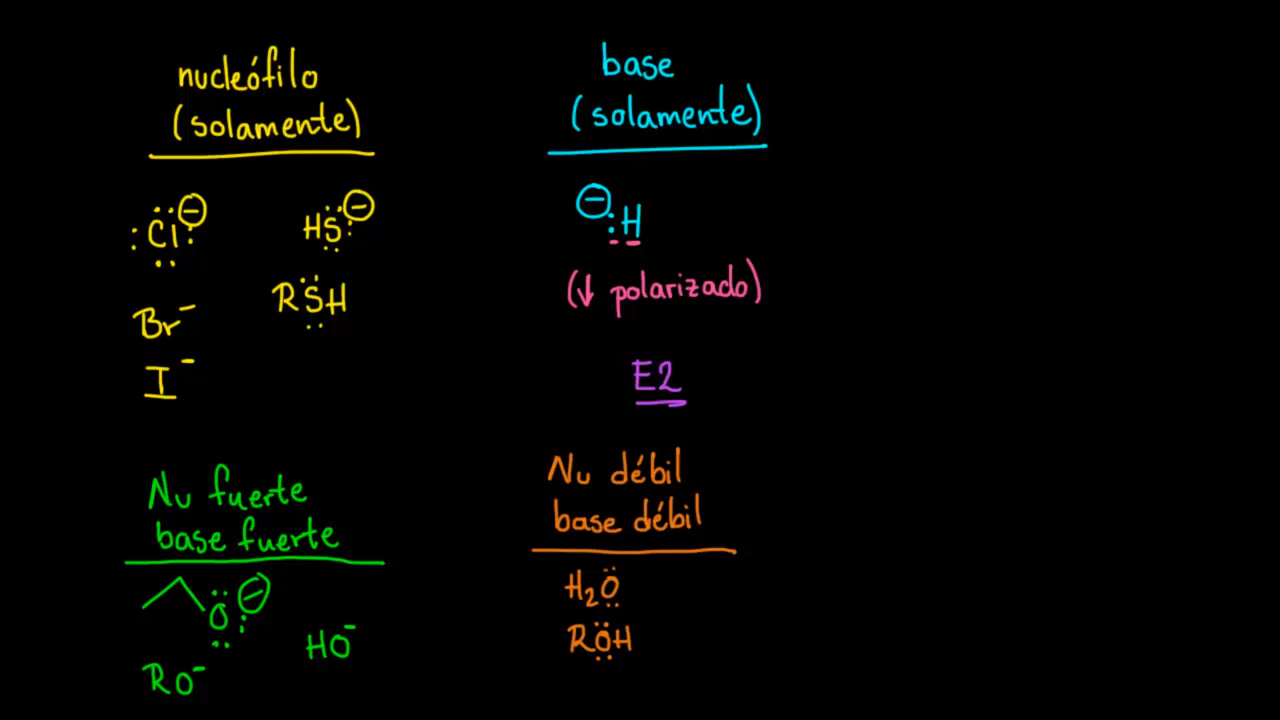 nucleófilo
(solamente)
:Cl:⊖
HS:⊖
RSH
Br⁻
I⁻
base
(solamente)
⊖:H
(↓ polarizado)
E2
Nu fuerte
base fuerte
O:⊖
HO⁻
RO⁻
Nu débil
base débil
H₂O
ROH